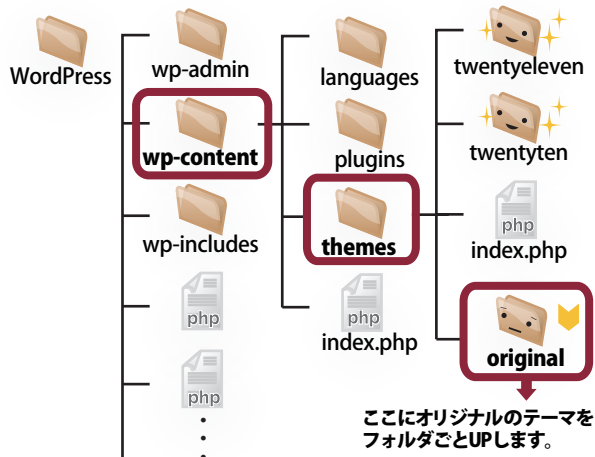 WordPress
wp-admin
wp-content
wp-includes
php
php
languages
plugins
themes
index.php
php
twentyeleven
twentyten
php
index.php
original
ここにオリジナルのテーマを
フォルダごとUPします。